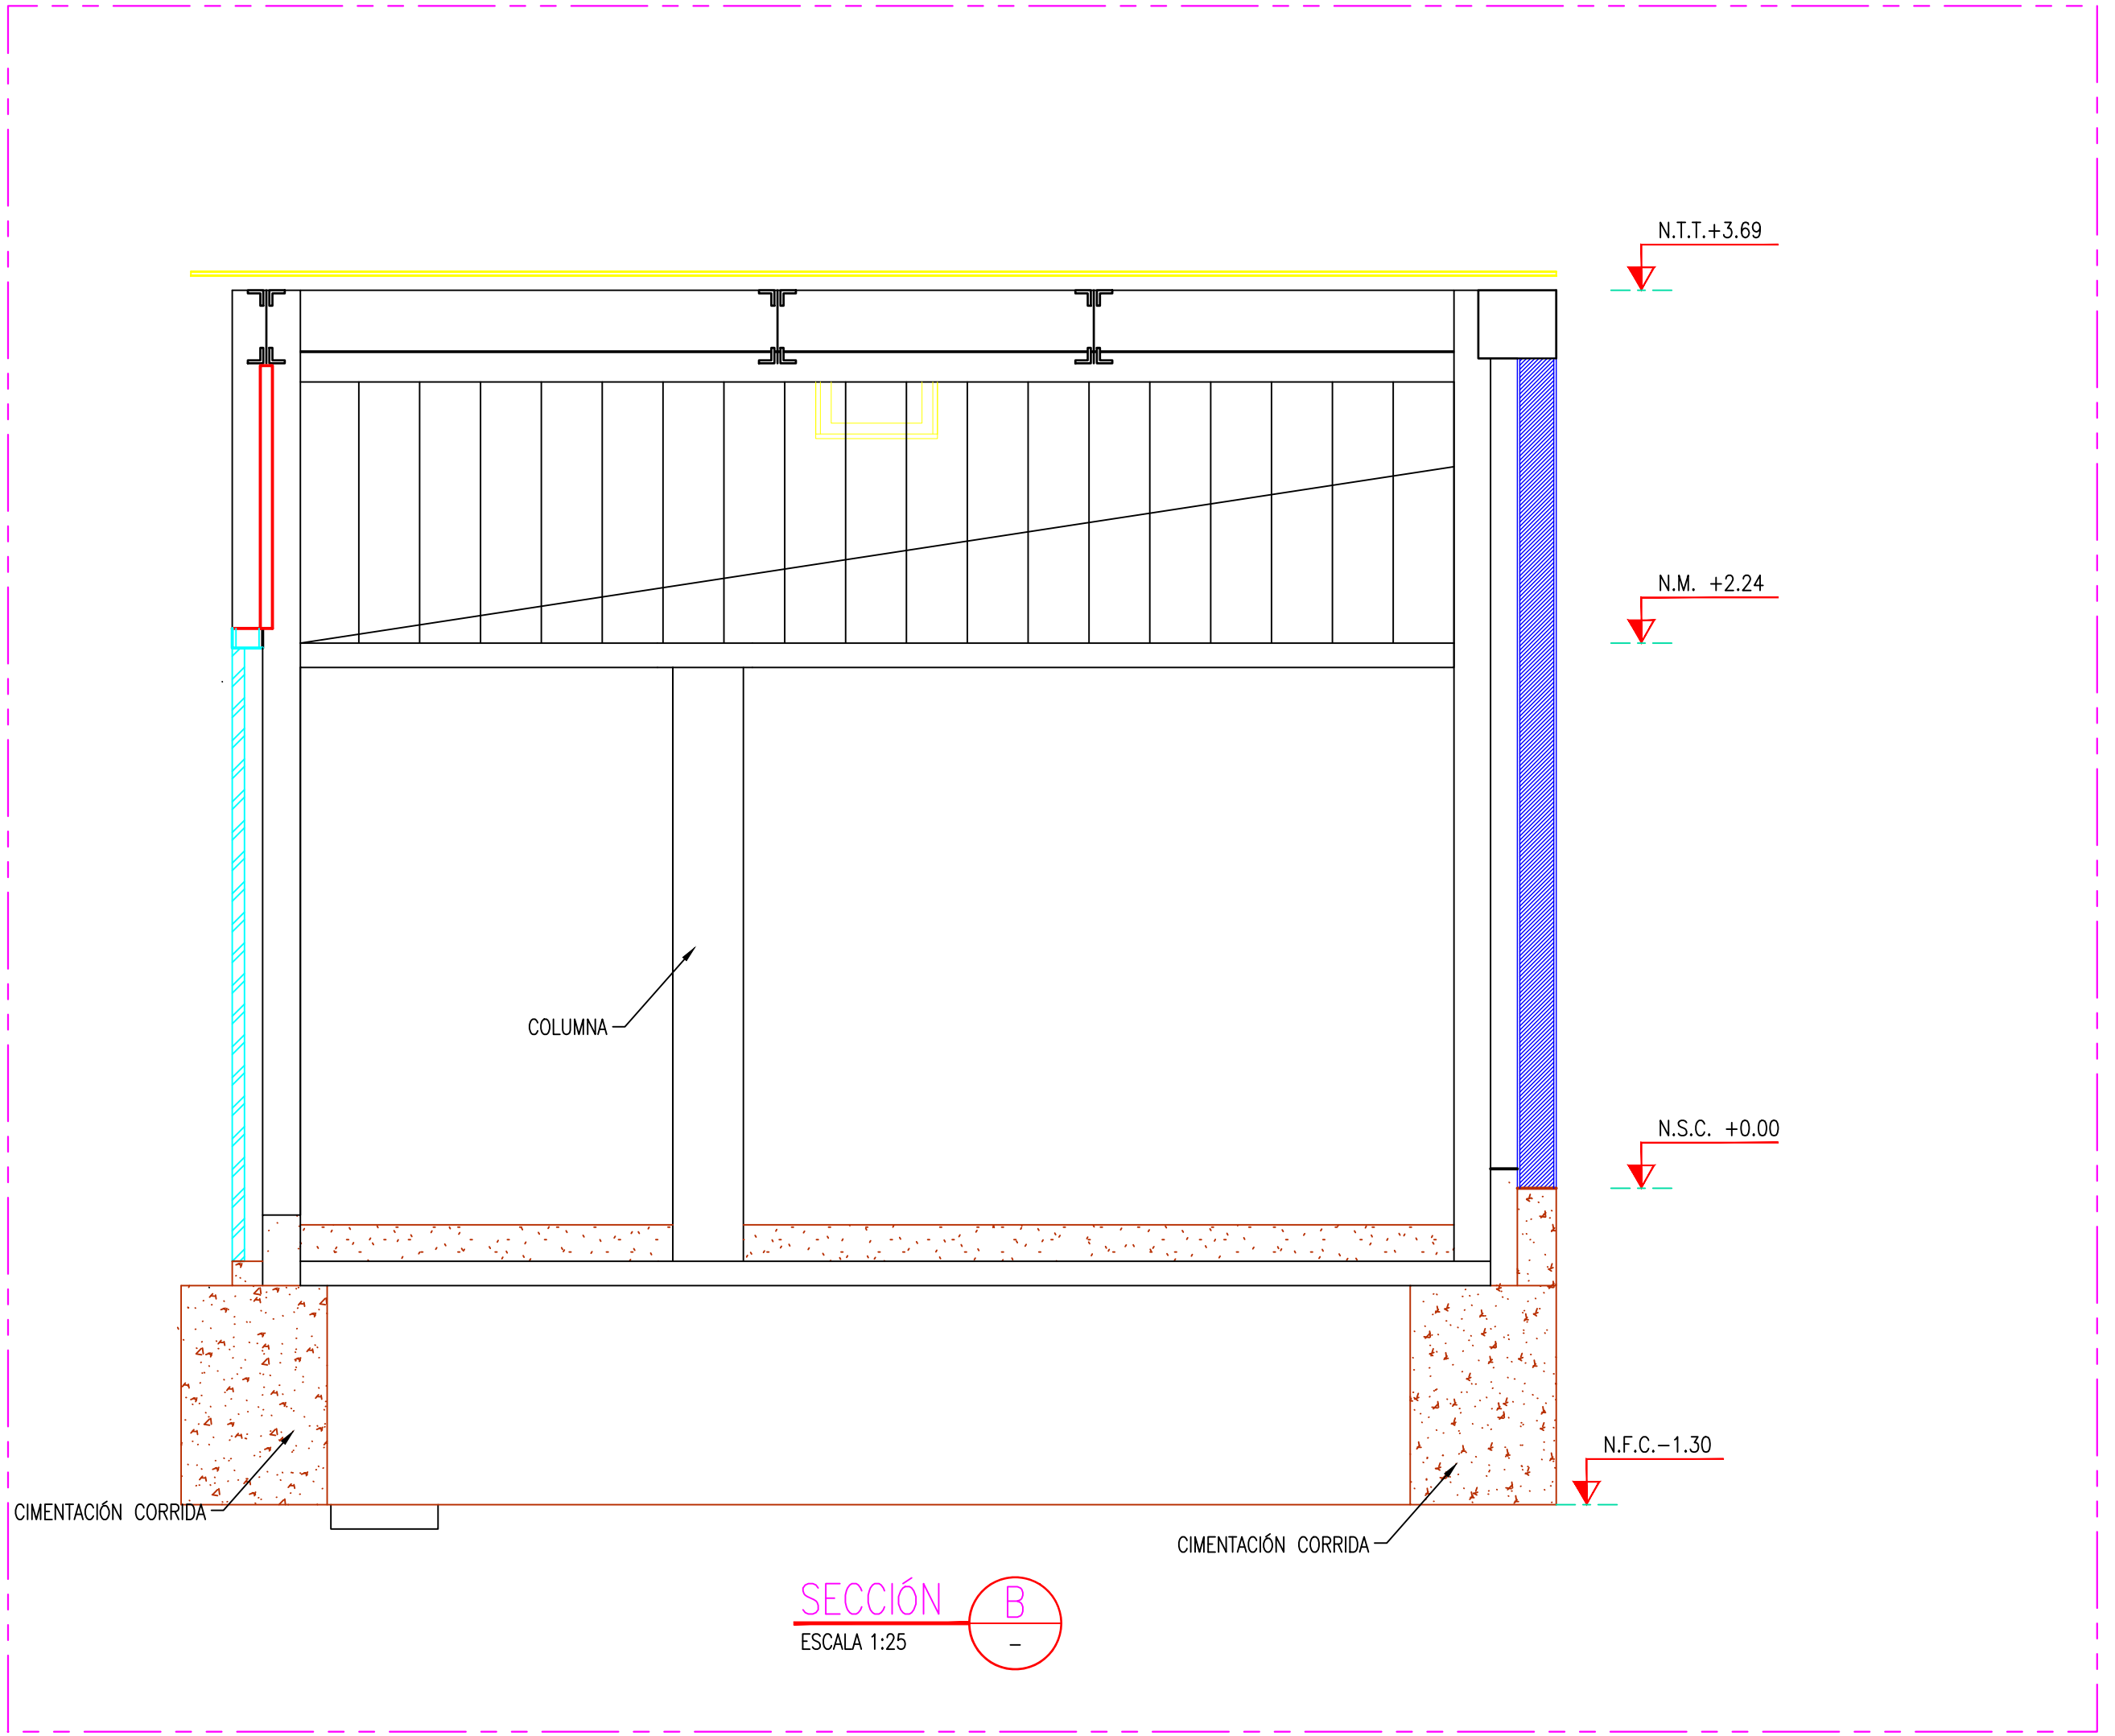 N.T.T.+3.69
N.M. +2.24
COLUMNA
N.S.C. +0.00
N.F.C.-1.30
CIMENTACIÓN CORRIDA
CIMENTACIÓN CORRIDA
SECCIÓN B
ESCALA 1:25 -